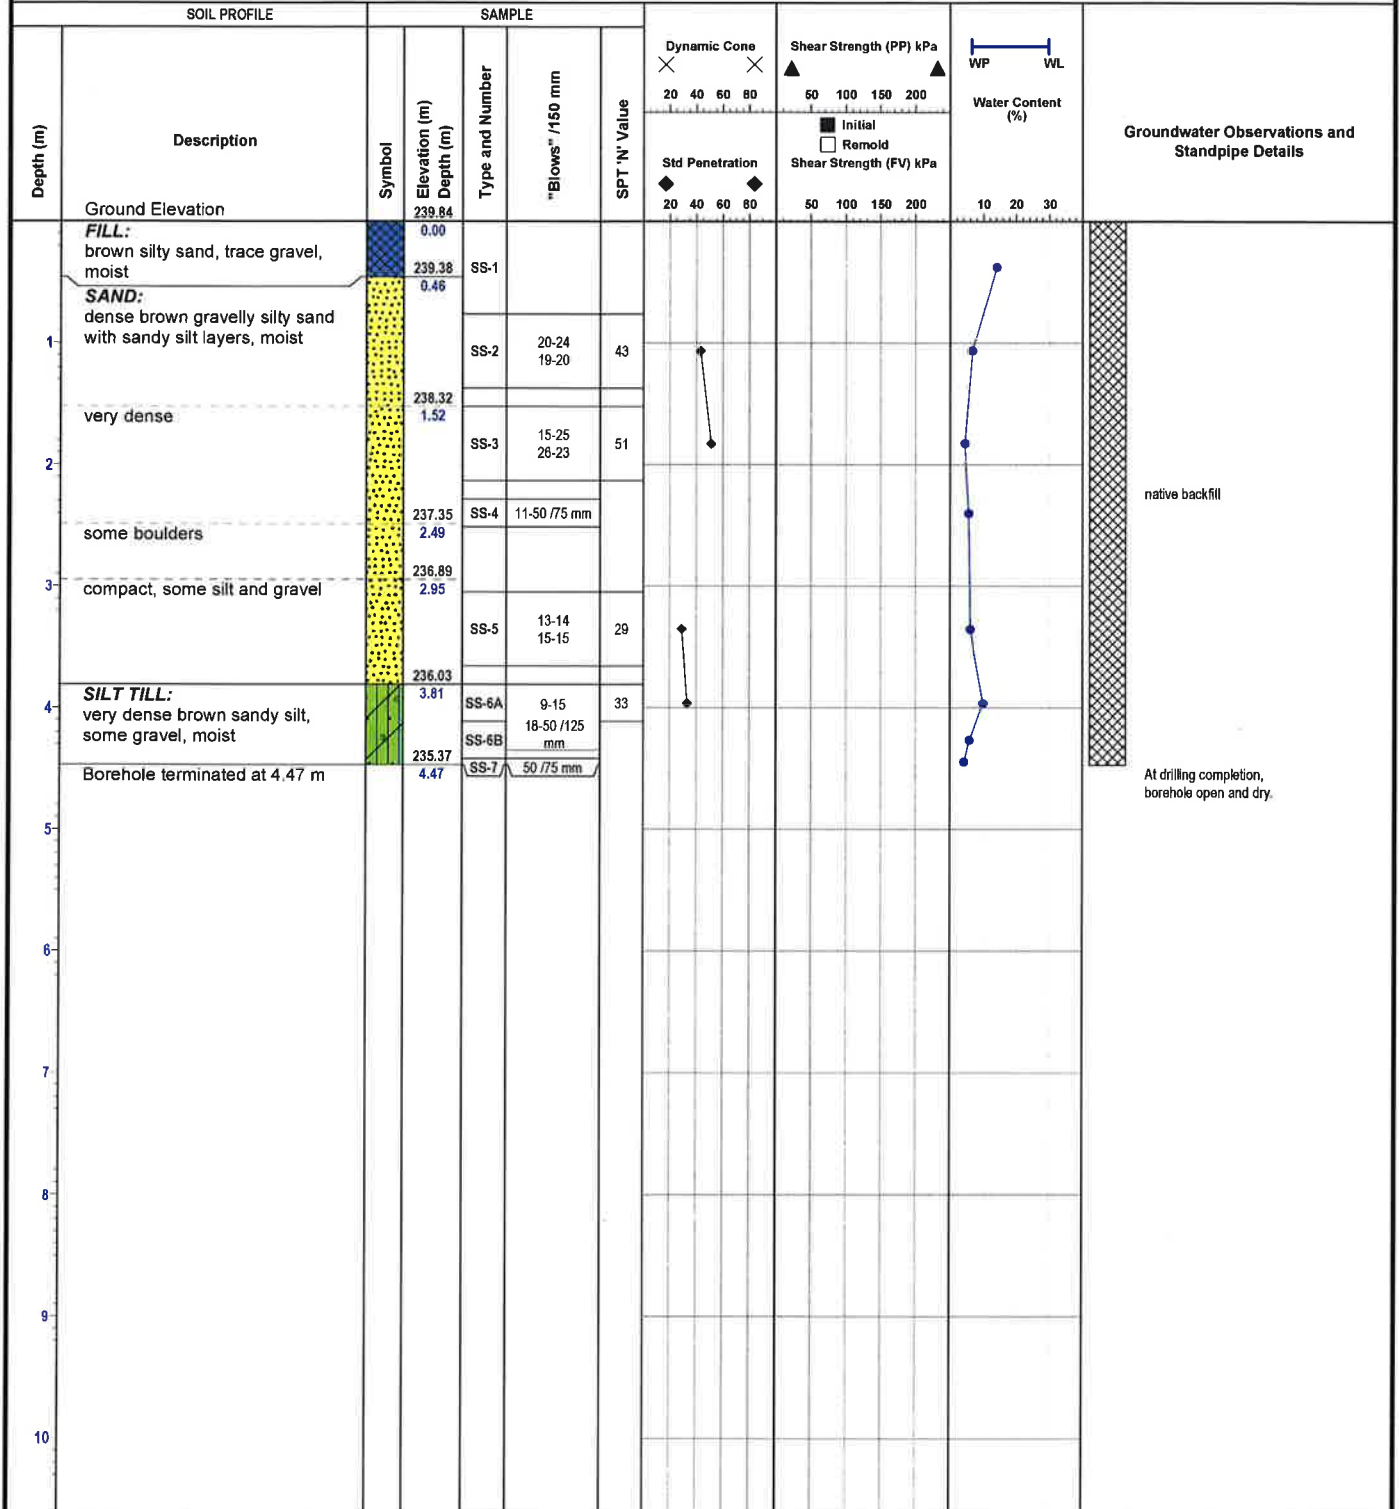 SOIL PROFILE
SAMPLE
Depth (m)
Description
Symbol
Elevation (m)
Depth (m)
Type and Number
"Blows" /150 mm
SPT 'N' Value
Dynamic Cone
20 40 60 80
Std Penetration
20 40 60 80
Shear Strength (PP) kPa
50 100 150 200
Initial
Remold
Shear Strength (FV) kPa
50 100 150 200
WP WL
Water Content
(%)
10 20 30
Groundwater Observations and
Standpipe Details
Ground Elevation
239.84
FILL:
0.00
brown silty sand, trace gravel,
moist
239.38
SS-1
0.46
SAND:
dense brown gravelly silty sand
with sandy silt layers, moist
1
SS-2
20-24
19-20
43
238.32
very dense
1.52
SS-3
15-25
26-23
51
2
native backfill
237.35
SS-4
11-50 /75 mm
some boulders
2.49
236.89
3
compact, some silt and gravel
2.95
SS-5
13-14
15-15
29
236.03
SILT TILL:
3.81
very dense brown sandy silt,
some gravel, moist
4
SS-6A
9-15
33
18-50 /125
mm
SS-6B
235.37
SS-7
50 /75 mm
Borehole terminated at 4.47 m
4.47
At drilling completion,
borehole open and dry.
5
6
7
8
9
10